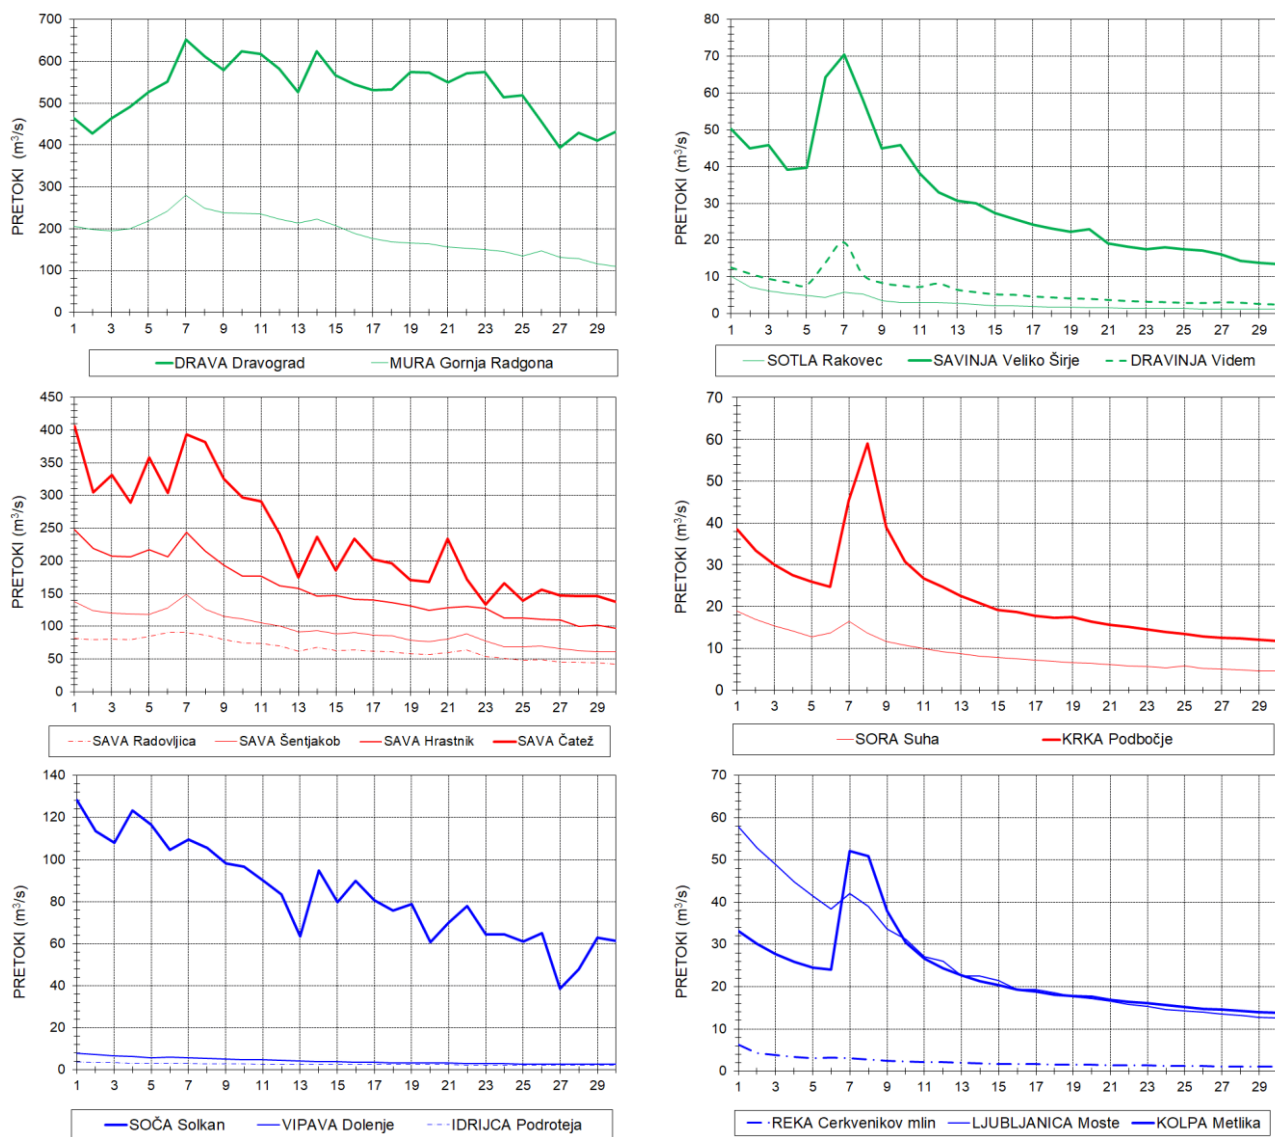 PRETOKI (m³/s)
700
600
500
400
300
200
100
0
1 3 5 7 9 11 13 15 17 19 21 23 25 27 29
DRAVA Dravograd MURA Gornja Radgona
PRETOKI (m³/s)
80
70
60
50
40
30
20
10
0
1 3 5 7 9 11 13 15 17 19 21 23 25 27 29
SOTLA Rakovec SAVINJA Veliko Širje DRAVINJA Videm
PRETOKI (m³/s)
450
400
350
300
250
200
150
100
50
0
1 3 5 7 9 11 13 15 17 19 21 23 25 27 29
SAVA Radovljica SAVA Šentjakob SAVA Hrastnik SAVA Čatež
PRETOKI (m³/s)
70
60
50
40
30
20
10
0
1 3 5 7 9 11 13 15 17 19 21 23 25 27 29
SORA Suha KRKA Podbočje
PRETOKI (m³/s)
140
120
100
80
60
40
20
0
1 3 5 7 9 11 13 15 17 19 21 23 25 27 29
SOČA Solkan VIPAVA Dolenje IDRIJCA Podroteja
PRETOKI (m³/s)
70
60
50
40
30
20
10
0
1 3 5 7 9 11 13 15 17 19 21 23 25 27 29
REKA Cerkvenikov mlin LJUBLJANICA Moste KOLPA Metlika